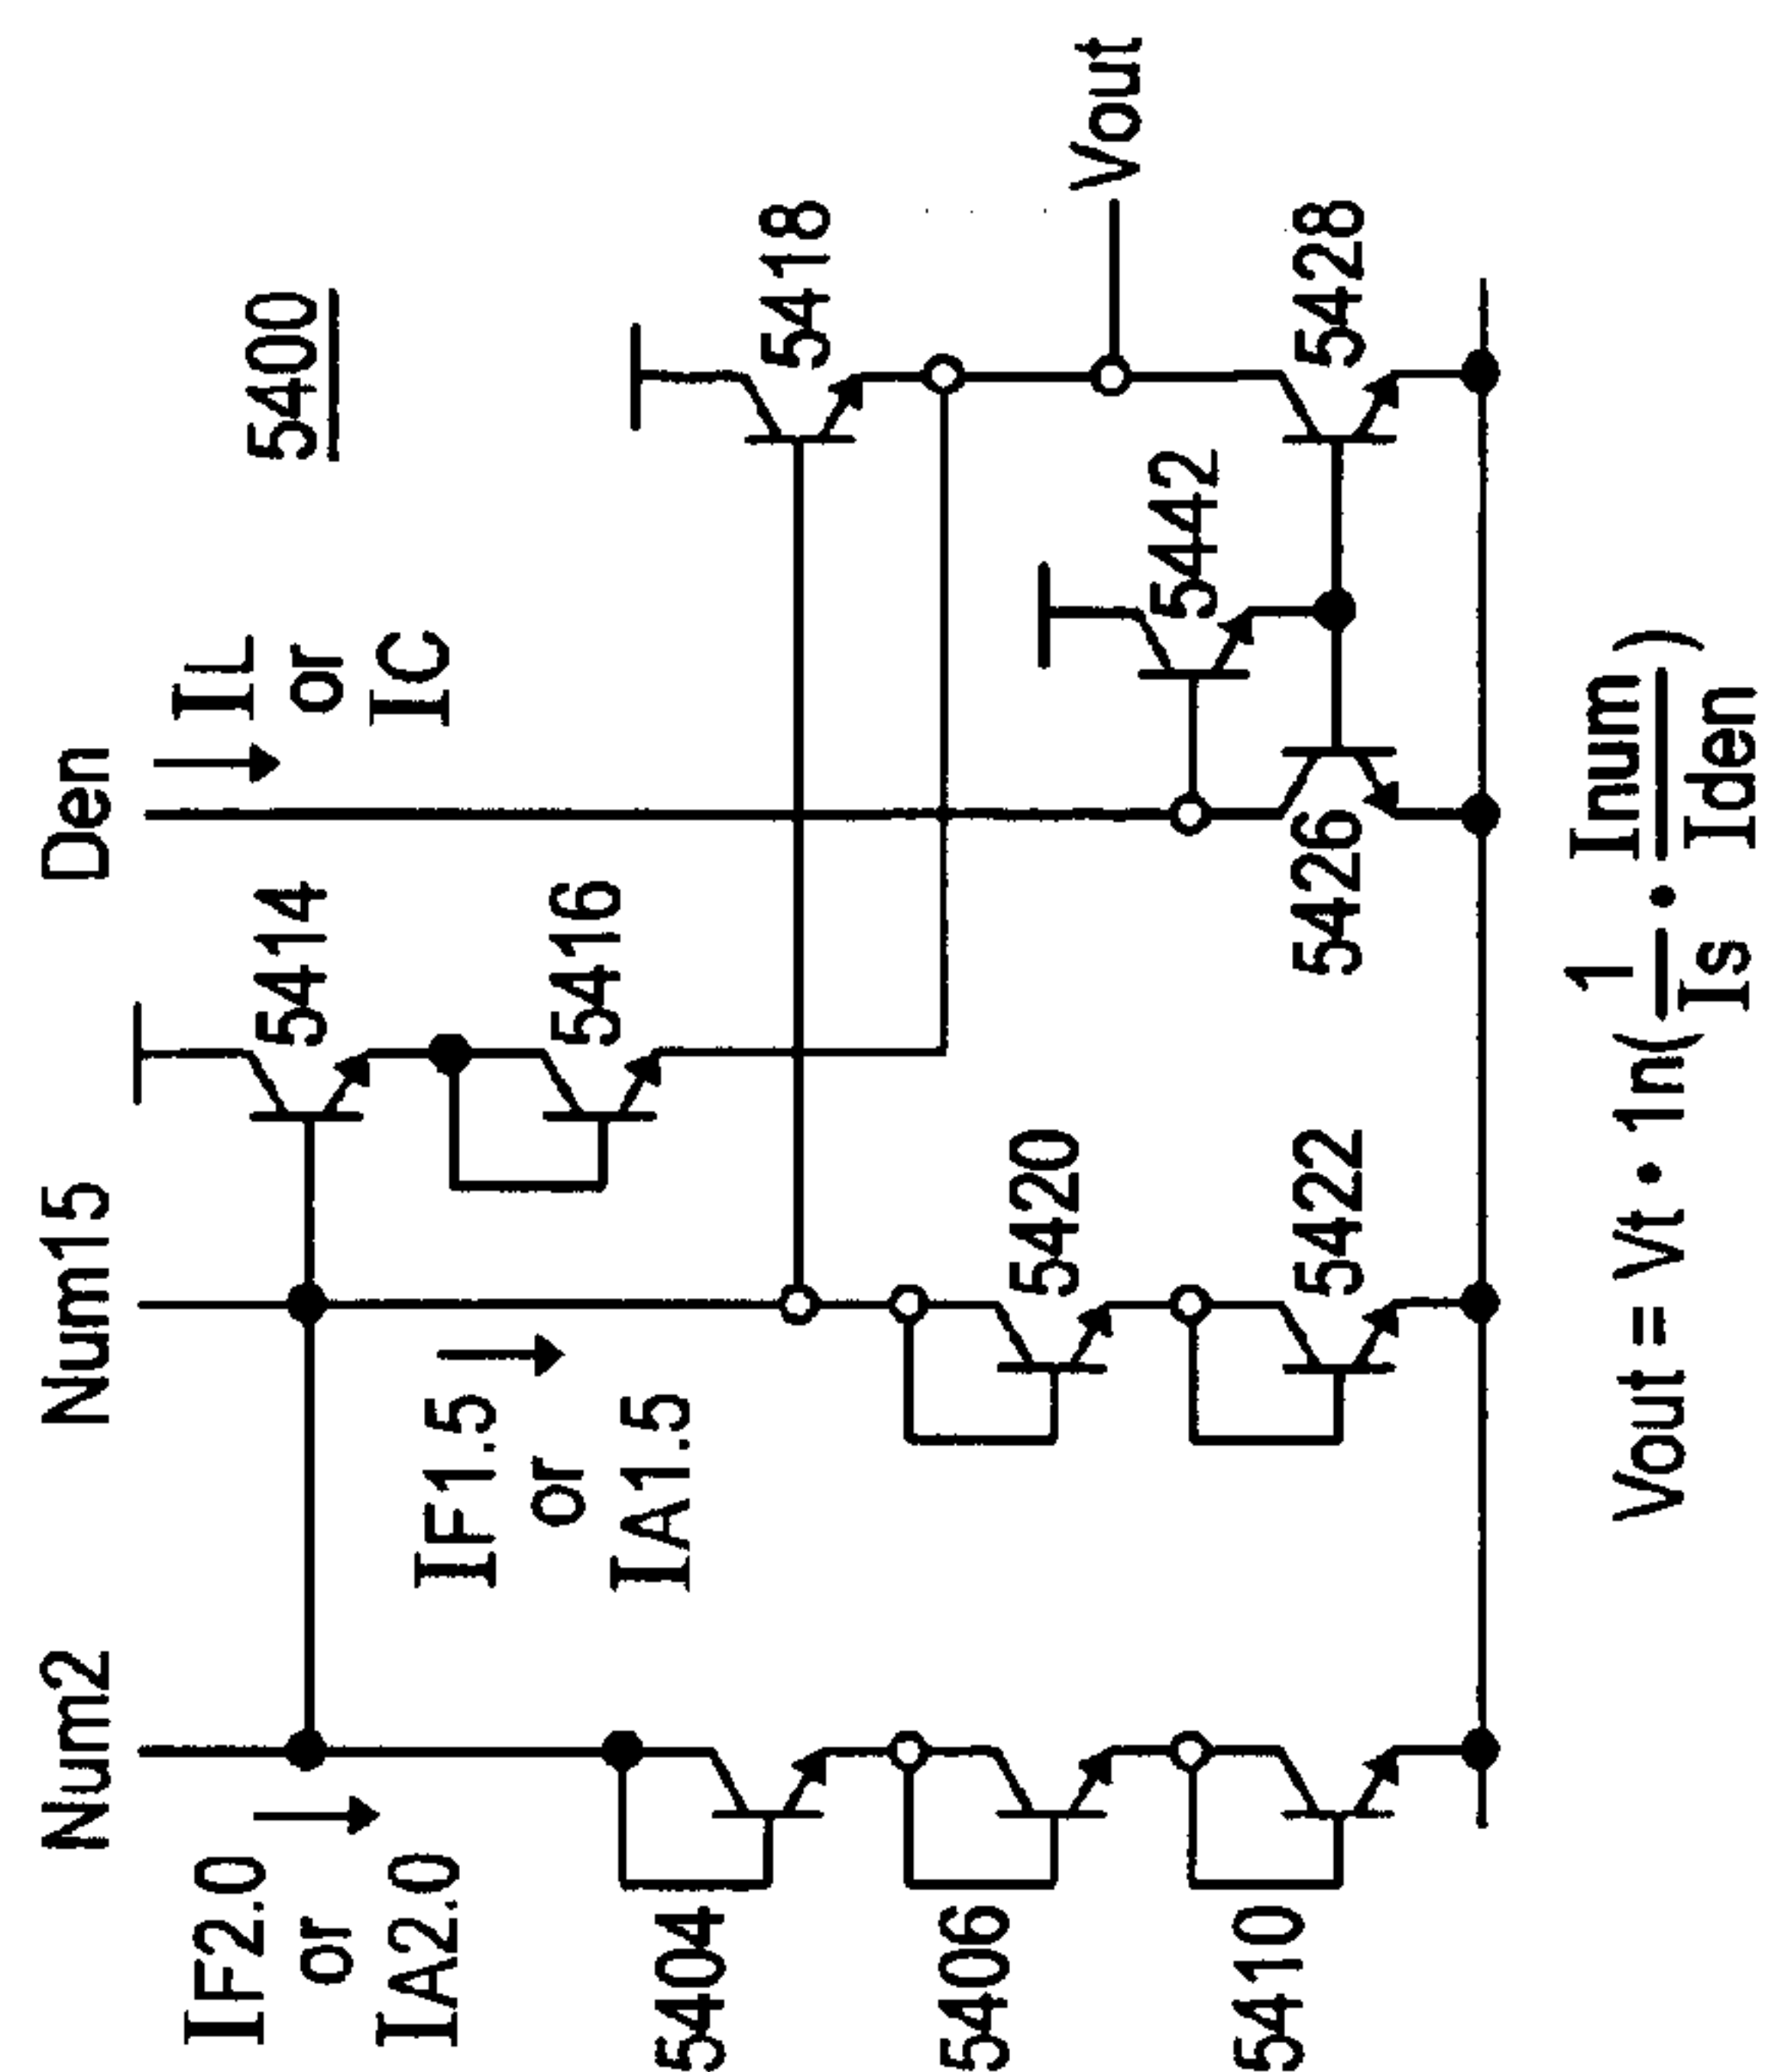 5400
Num2
Num15
Den
IF2.0
or
IA2.0
IF1.5
or
IA1.5
IIL
or
IC
5414
5416
5418
5404
5406
5410
5420
5422
5442
5426
5428
Vout
Vout = Vt · 1n( 1/Is · Inum/Iden )